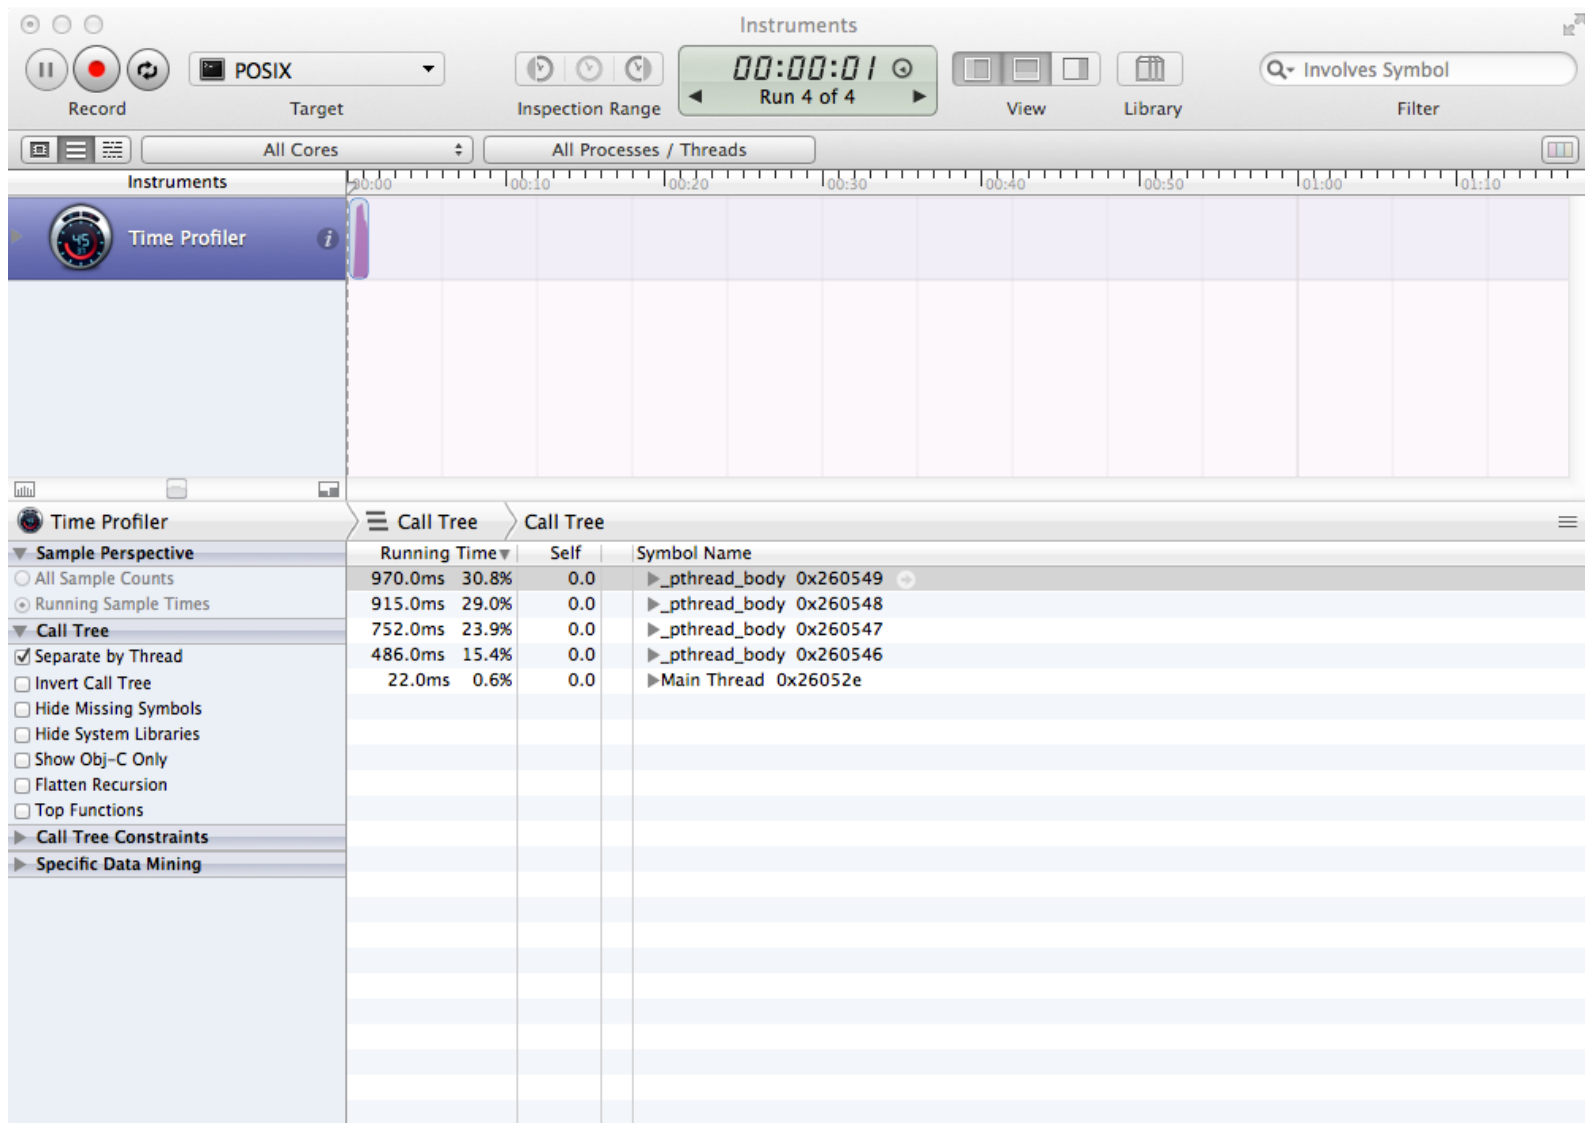 Instruments
POSIX
00:00:01
Run 4 of 4
Involves Symbol
Record
Target
Inspection Range
View
Library
Filter
All Cores
All Processes / Threads
Instruments
00:00 00:10 00:20 00:30 00:40 00:50 01:00 01:10
Time Profiler
Time Profiler
Call Tree
Call Tree
Sample Perspective
All Sample Counts
Running Sample Times
Call Tree
Separate by Thread
Invert Call Tree
Hide Missing Symbols
Hide System Libraries
Show Obj-C Only
Flatten Recursion
Top Functions
Call Tree Constraints
Specific Data Mining
Running Time Self Symbol Name
970.0ms 30.8% 0.0 _pthread_body 0x260549
915.0ms 29.0% 0.0 _pthread_body 0x260548
752.0ms 23.9% 0.0 _pthread_body 0x260547
486.0ms 15.4% 0.0 _pthread_body 0x260546
22.0ms 0.6% 0.0 Main Thread 0x26052e